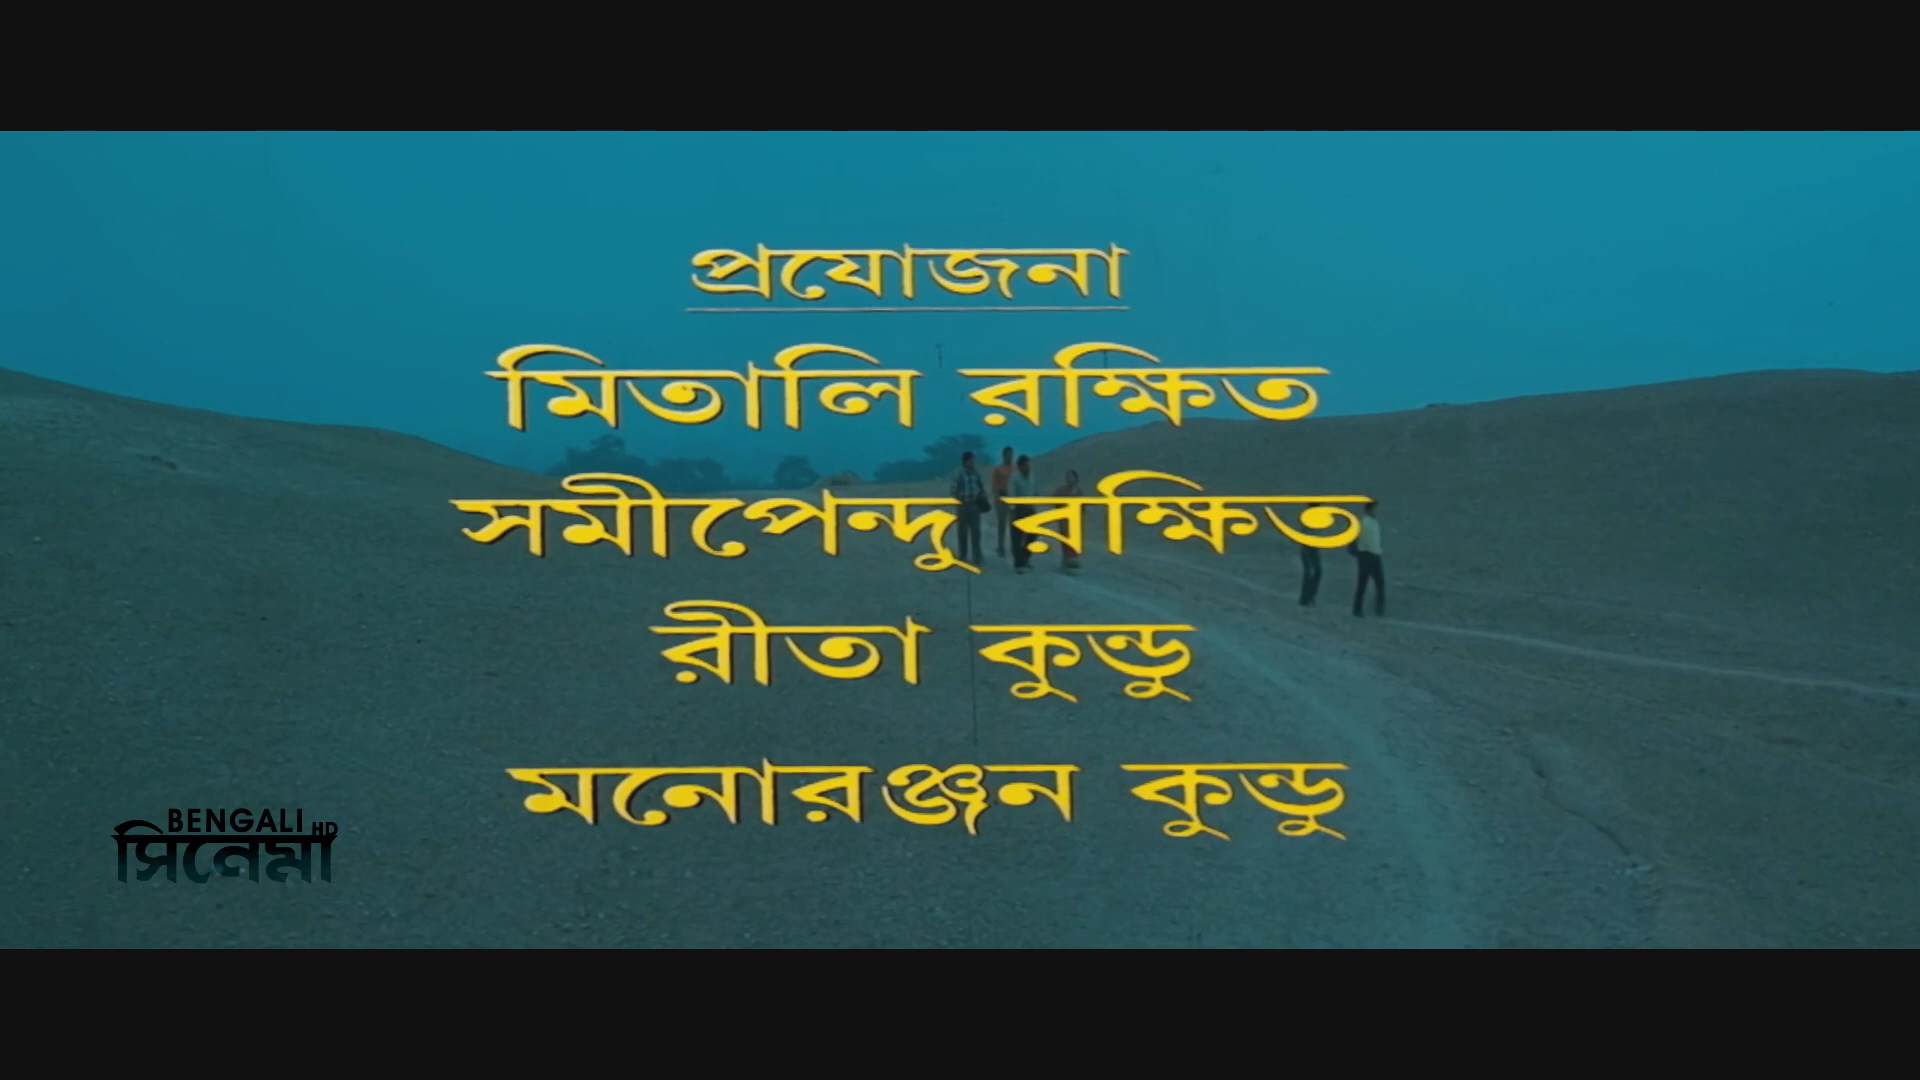 প্রযোজনা
মিতালি রক্ষিত
সমীপেন্দু রক্ষিত
রীতা কুন্ডু
মনোরঞ্জন কুন্ডু
BENGALI HD
সিনেমা